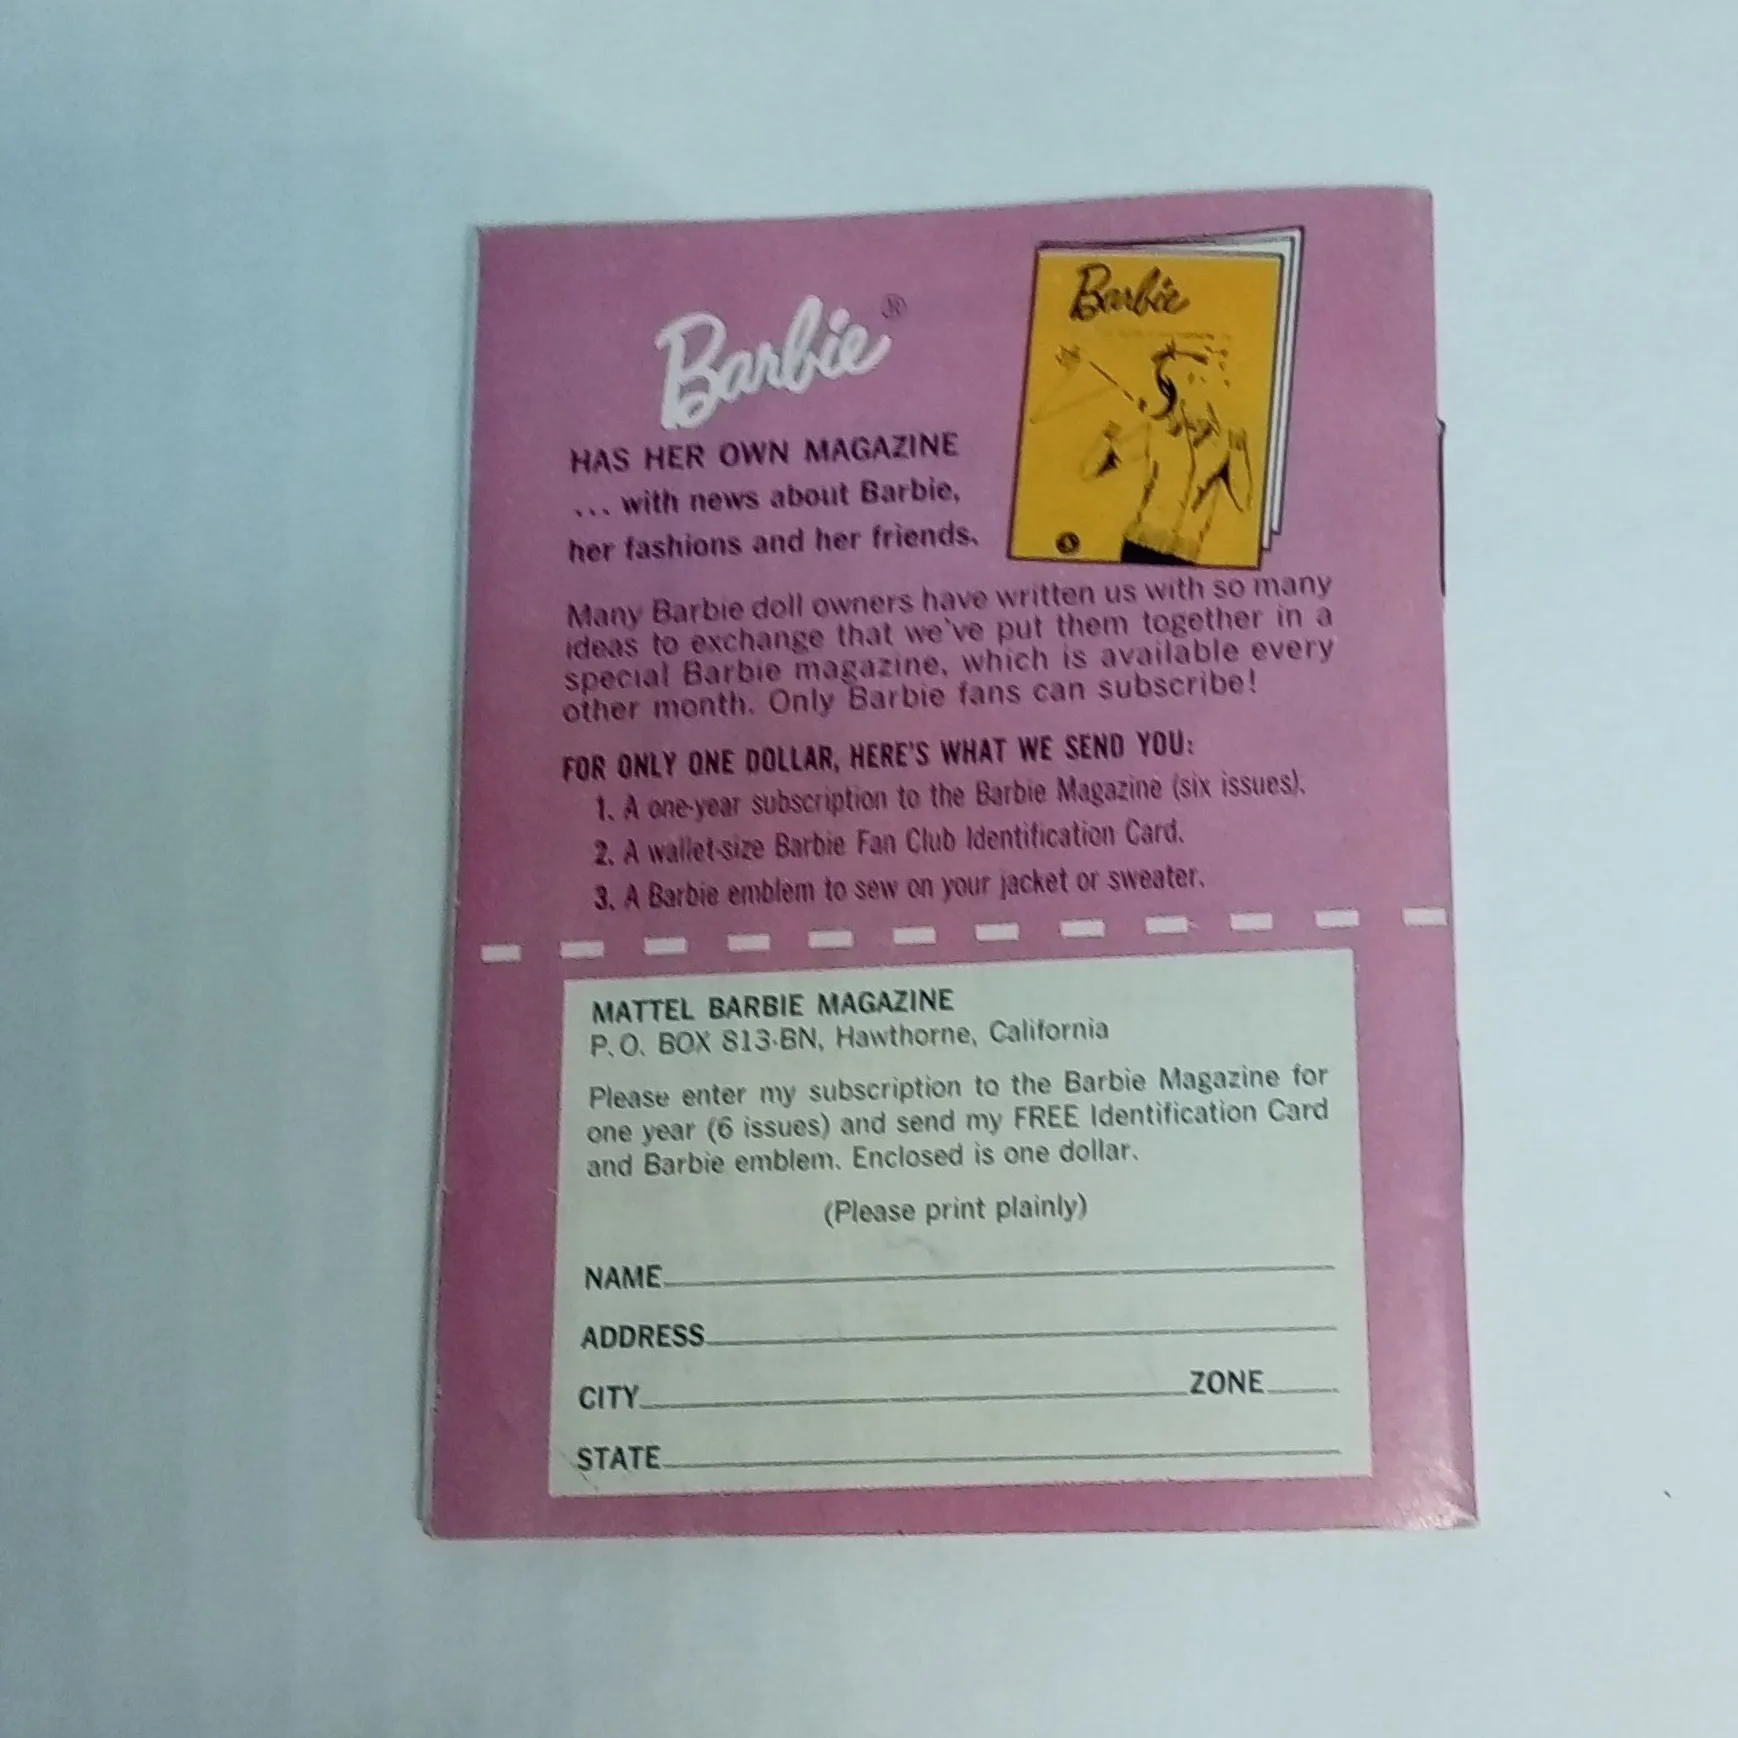 Barbie®
Barbie
HAS HER OWN MAGAZINE
... with news about Barbie,
her fashions and her friends.
Many Barbie doll owners have written us with so many
ideas to exchange that we've put them together in a
special Barbie magazine, which is available every
other month. Only Barbie fans can subscribe!
FOR ONLY ONE DOLLAR, HERE'S WHAT WE SEND YOU:
1. A one-year subscription to the Barbie Magazine (six issues).
2. A wallet-size Barbie Fan Club Identification Card.
3. A Barbie emblem to sew on your jacket or sweater.
MATTEL BARBIE MAGAZINE
P. O. BOX 813-BN, Hawthorne, California
Please enter my subscription to the Barbie Magazine for
one year (6 issues) and send my FREE Identification Card
and Barbie emblem. Enclosed is one dollar.
(Please print plainly)
NAME
ADDRESS
CITY ZONE
STATE